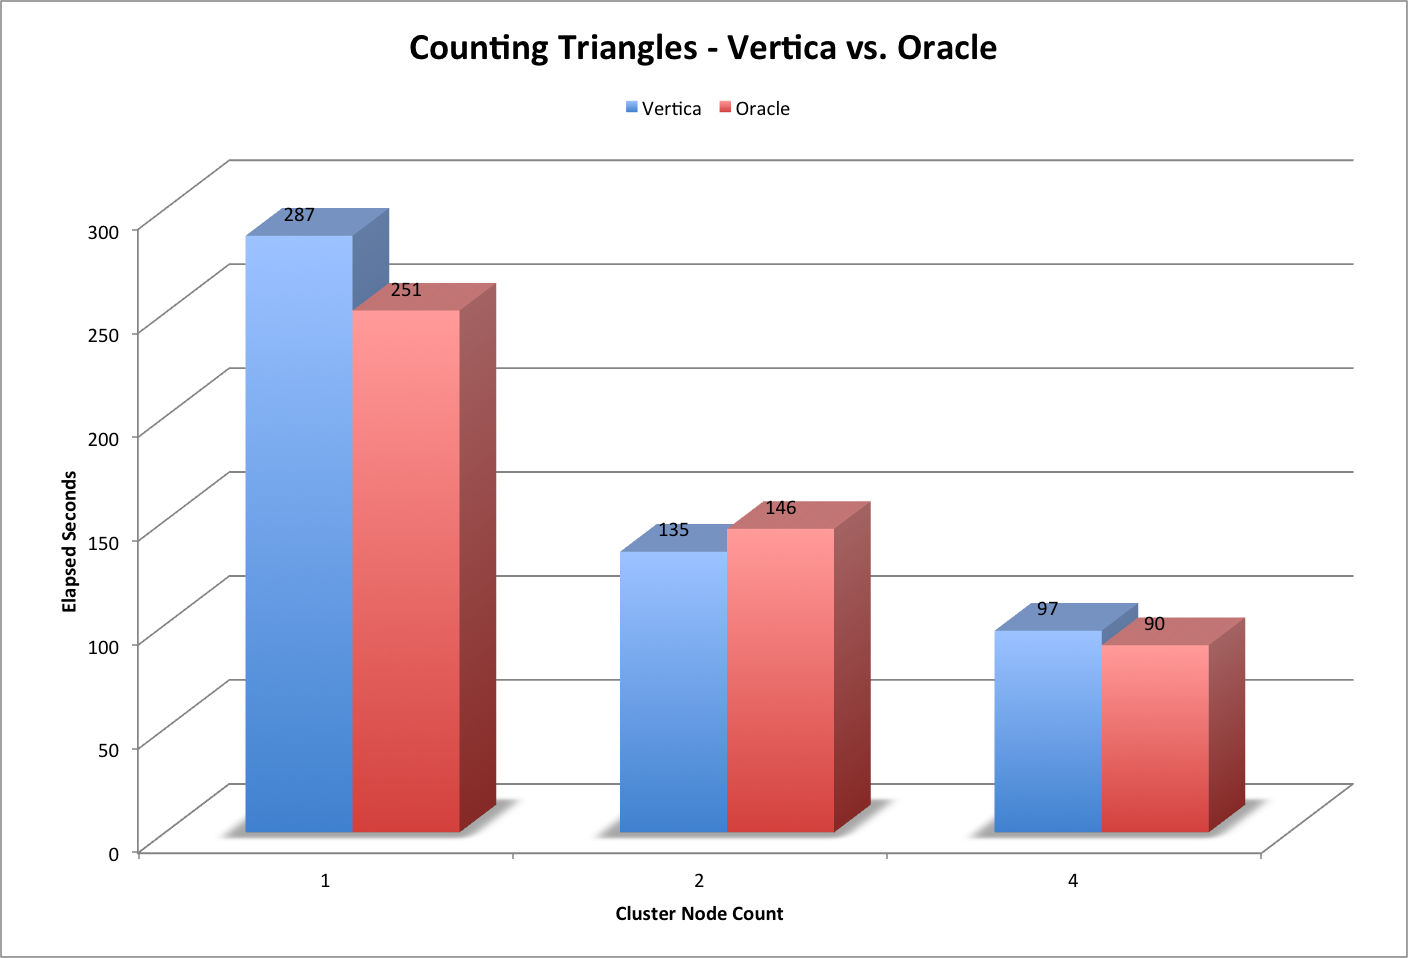 Counting Triangles - Vertica vs. Oracle
Vertica Oracle
287
251
135
146
97
90
300
250
200
150
100
50
0
Elapsed Seconds
1 2 4
Cluster Node Count